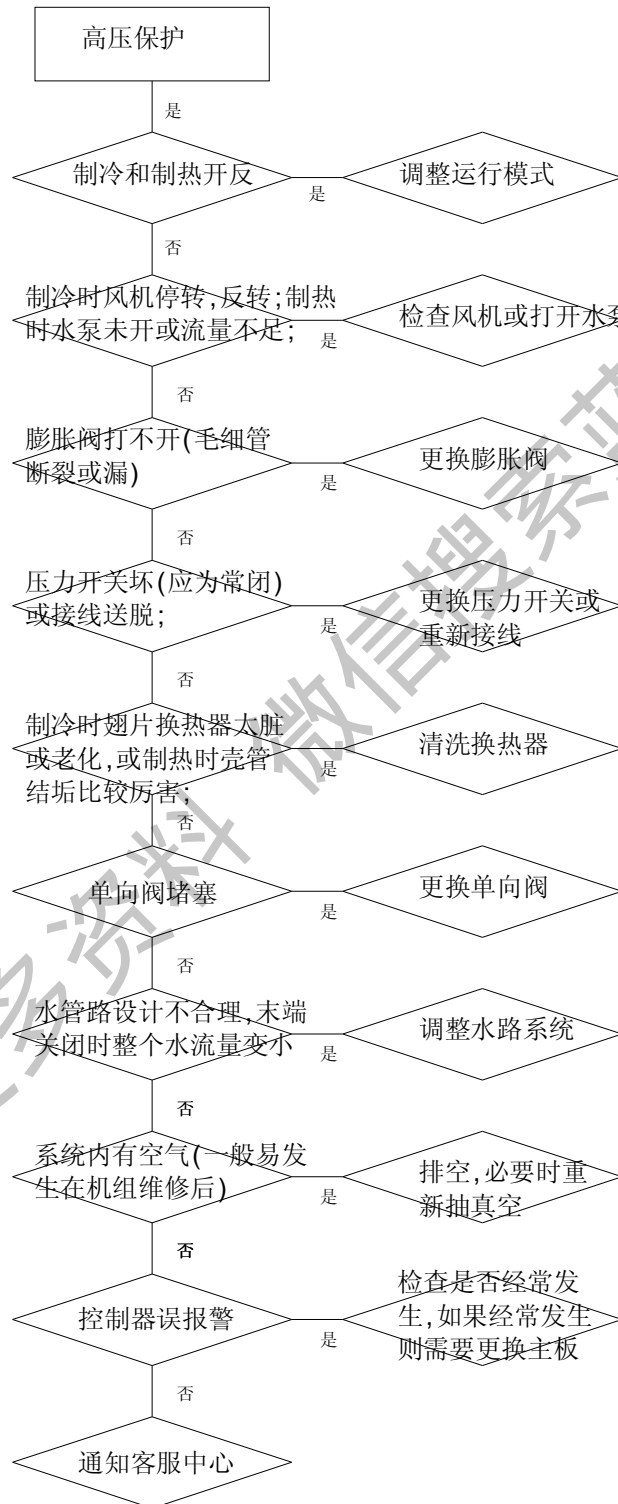 高压保护
是
制冷和制热开反
是
调整运行模式
否
制冷时风机停转,反转;制热
时水泵未开或流量不足;
是
检查风机或打开水泵
否
膨胀阀打不开(毛细管
断裂或漏)
是
更换膨胀阀
否
压力开关坏(应为常闭)
或接线送脱;
是
更换压力开关或
重新接线
否
制冷时翅片换热器太脏
或老化,或制热时壳管
结垢比较厉害;
是
清洗换热器
否
单向阀堵塞
是
更换单向阀
否
水管路设计不合理,末端
关闭时整个水流量变小
是
调整水路系统
否
系统内有空气(一般易发
生在机组维修后)
是
排空,必要时重
新抽真空
否
控制器误报警
是
检查是否经常发
生,如果经常发生
则需要更换主板
否
通知客服中心
多资料 微信搜索